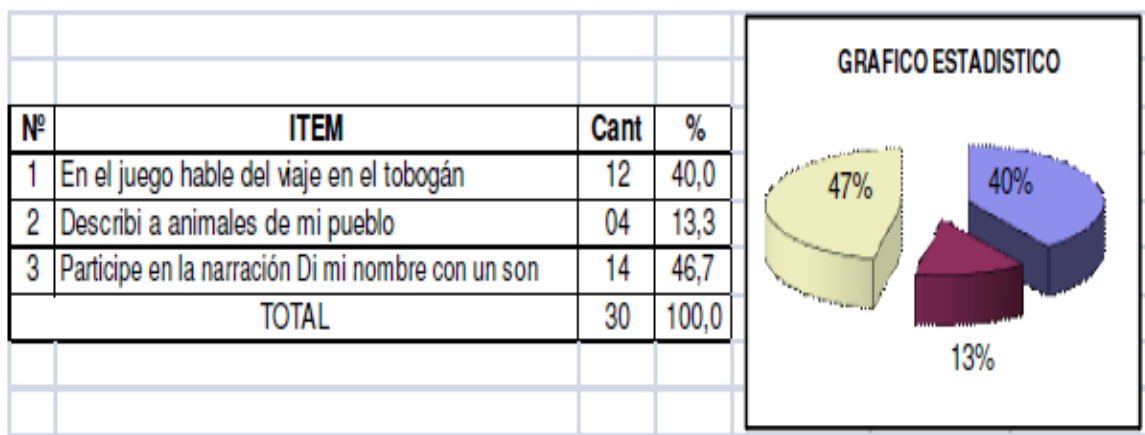 Nº ITEM Cant %
1 En el juego hable del viaje en el tobogán 12 40,0
2 Describi a animales de mi pueblo 04 13,3
3 Participe en la narración Di mi nombre con un son 14 46,7
TOTAL 30 100,0
GRAFICO ESTADISTICO
47% 40%
13%